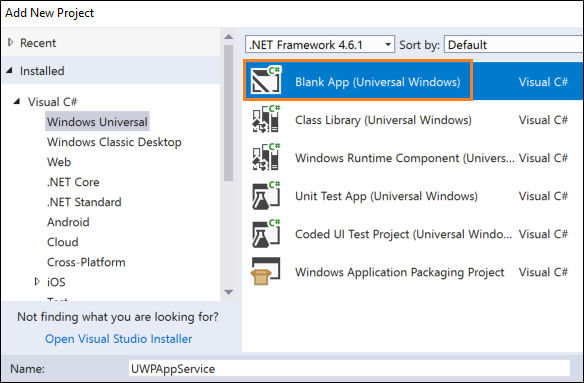 Add New Project
Recent
Installed
Visual C#
Windows Universal
Windows Classic Desktop
Web
.NET Core
.NET Standard
Android
Cloud
Cross-Platform
iOS
Not finding what you are looking for?
Open Visual Studio Installer
.NET Framework 4.6.1 Sort by: Default
Blank App (Universal Windows) Visual C#
Class Library (Universal Windows) Visual C#
Windows Runtime Component (Univers... Visual C#
Unit Test App (Universal Windows) Visual C#
Coded UI Test Project (Universal Windo... Visual C#
Windows Application Packaging Project Visual C#
Name: UWPAppService